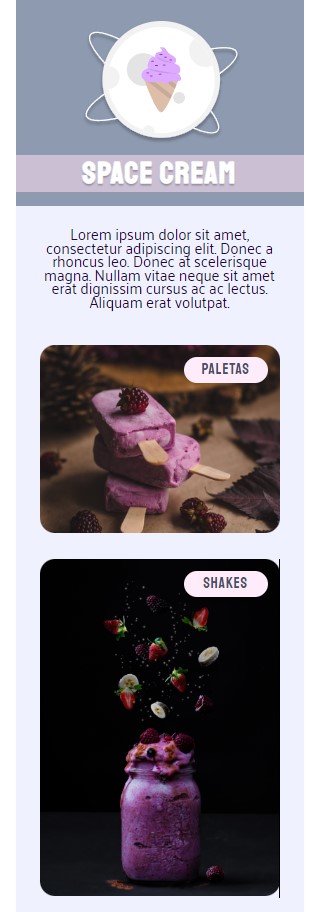 SPACE CREAM
Lorem ipsum dolor sit amet,
consectetur adipiscing elit. Donec a
rhoncus leo. Donec at scelerisque
magna. Nullam vitae neque sit amet
erat dignissim cursus ac ac lectus.
Aliquam erat volutpat.
PALETAS
SHAKES